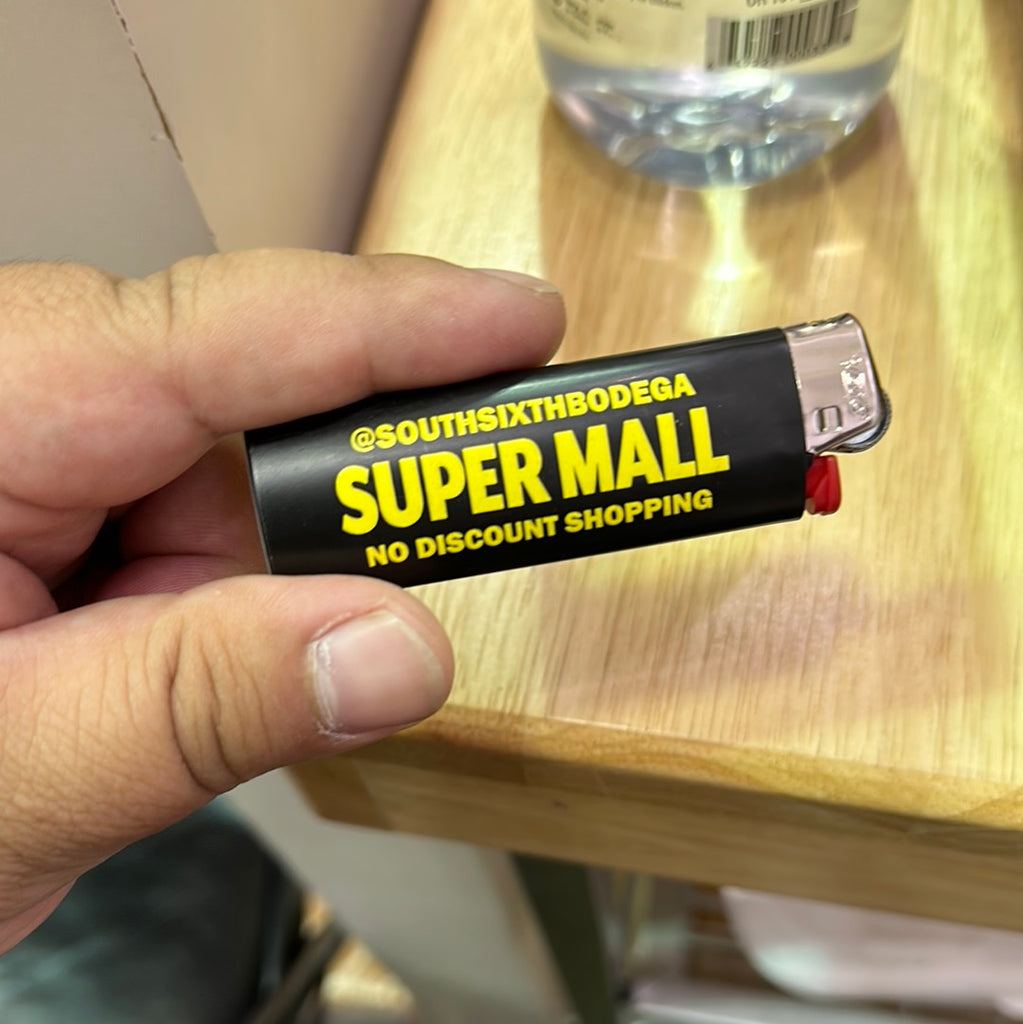 @SOUTHSIXTHBODEGA
SUPER MALL
NO DISCOUNT SHOPPING